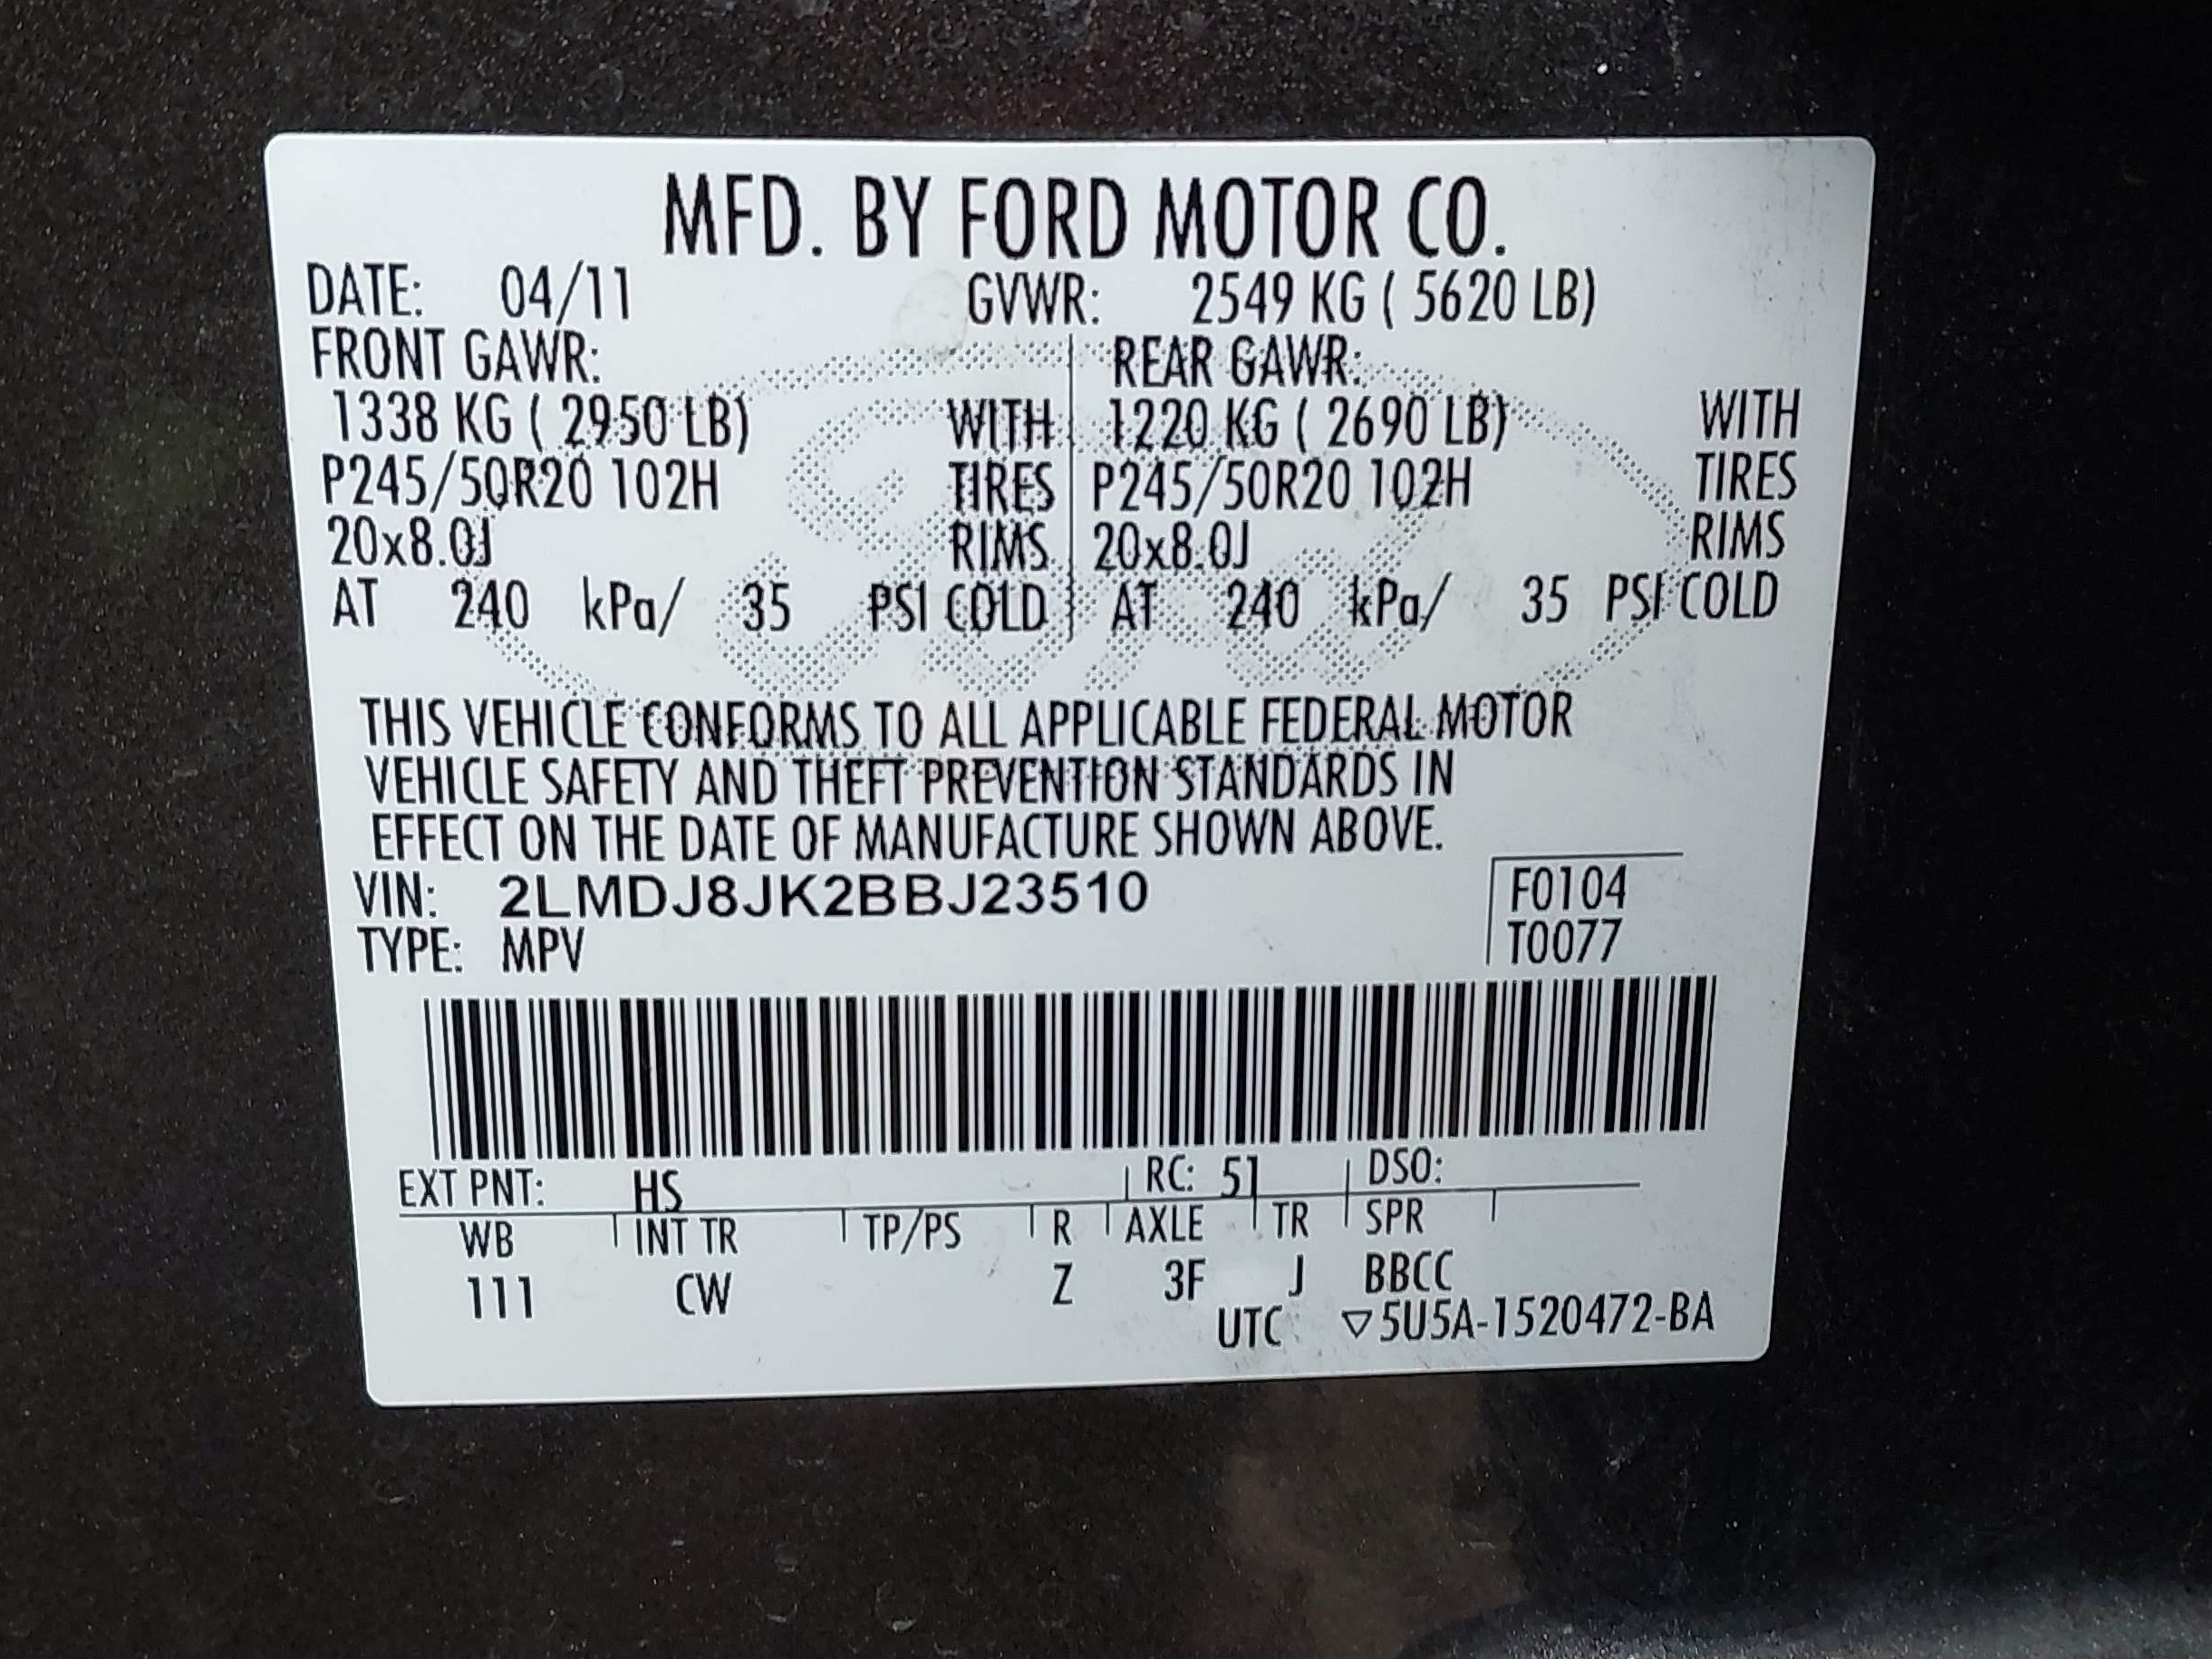 MFD. BY FORD MOTOR CO.
DATE: 04/11 GVWR: 2549 KG ( 5620 LB)
FRONT GAWR: REAR GAWR:
1338 KG ( 2950 LB) WITH 1220 KG ( 2690 LB) WITH
P245/50R20 102H TIRES P245/50R20 102H TIRES
20x8.0J RIMS 20x8.0J RIMS
AT 240 kPa/ 35 PSI COLD AT 240 kPa/ 35 PSI COLD
THIS VEHICLE CONFORMS TO ALL APPLICABLE FEDERAL MOTOR
VEHICLE SAFETY AND THEFT PREVENTION STANDARDS IN
EFFECT ON THE DATE OF MANUFACTURE SHOWN ABOVE.
VIN: 2LMDJ8JK2BBJ23510 F0104
TYPE: MPV T0077
EXT PNT: HS RC: 51 DSO:
WB INT TR TP/PS R AXLE TR SPR
111 CW Z 3F J BBCC
UTC ▽5U5A-1520472-BA